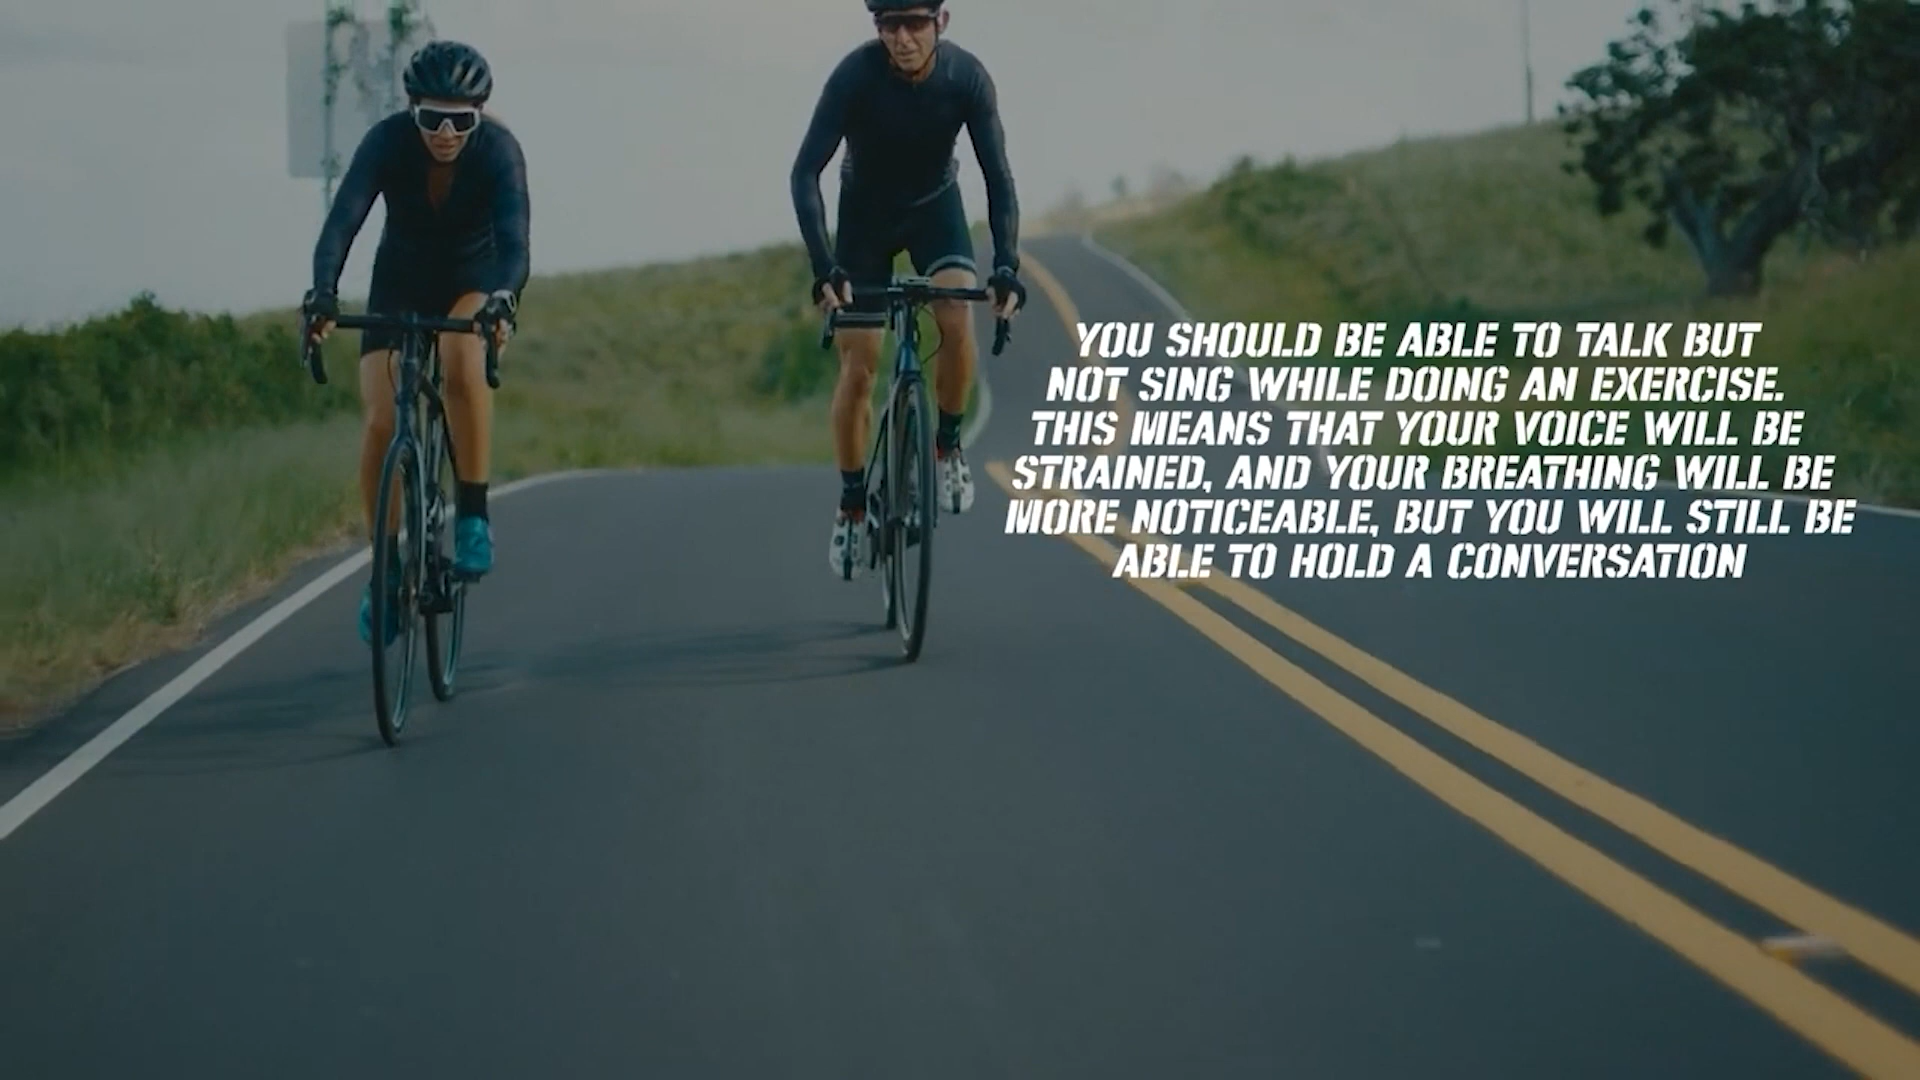 YOU SHOULD BE ABLE TO TALK BUT
NOT SING WHILE DOING AN EXERCISE.
THIS MEANS THAT YOUR VOICE WILL BE
STRAINED, AND YOUR BREATHING WILL BE
MORE NOTICEABLE, BUT YOU WILL STILL BE
ABLE TO HOLD A CONVERSATION